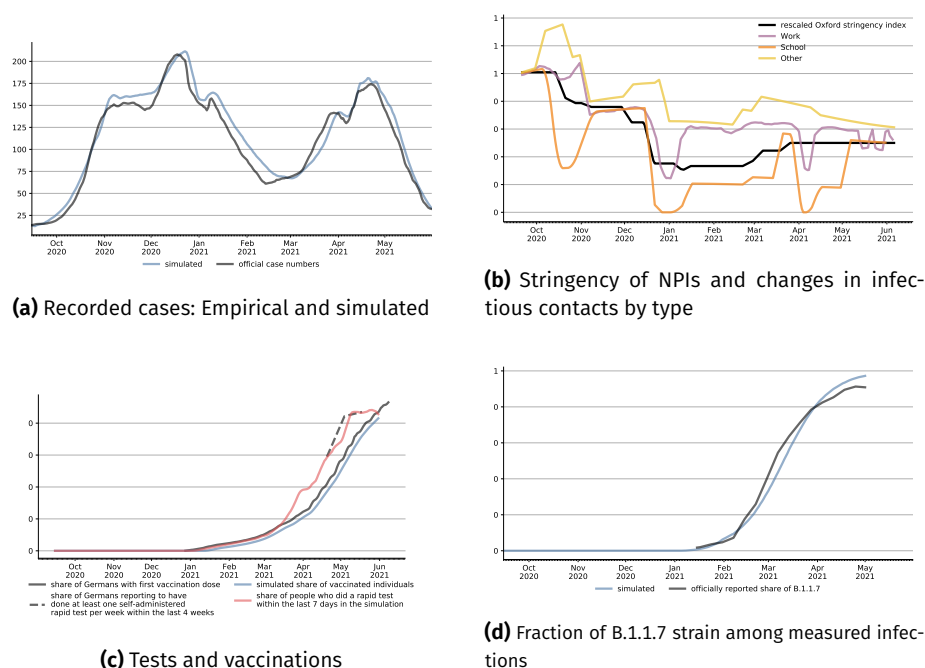 200
175
150
125
100
75
50
25
Oct
2020
Nov
2020
Dec
2020
Jan
2021
Feb
2021
Mar
2021
Apr
2021
May
2021
simulated
official case numbers
(a) Recorded cases: Empirical and simulated
1
1
1
0
0
0
0
0
rescaled Oxford stringency index
Work
School
Other
Oct
2020
Nov
2020
Dec
2020
Jan
2021
Feb
2021
Mar
2021
Apr
2021
May
2021
Jun
2021
(b) Stringency of NPIs and changes in infec-
tious contacts by type
0
0
0
0
0
Oct
2020
Nov
2020
Dec
2020
Jan
2021
Feb
2021
Mar
2021
Apr
2021
May
2021
Jun
2021
share of Germans with first vaccination dose
share of Germans reporting to have
done at least one self-administered
rapid test per week within the last 4 weeks
simulated share of vaccinated individuals
share of people who did a rapid test
within the last 7 days in the simulation
(c) Tests and vaccinations
1
0
0
0
0
0
Oct
2020
Nov
2020
Dec
2020
Jan
2021
Feb
2021
Mar
2021
Apr
2021
May
2021
simulated
officially reported share of B.1.1.7
(d) Fraction of B.1.1.7 strain among measured infec-
tions